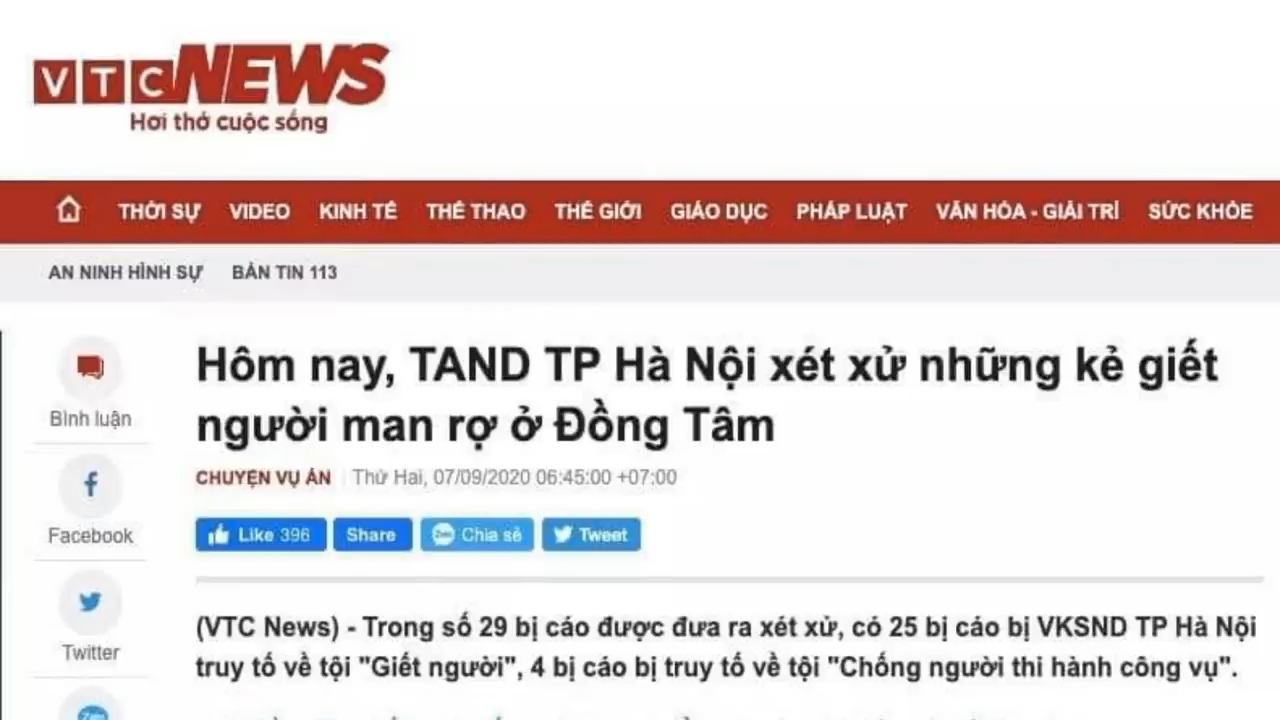 VTC NEWS
Hơi thở cuộc sống
THỜI SỰ VIDEO KINH TẾ THỂ THAO THẾ GIỚI GIÁO DỤC PHÁP LUẬT VĂN HÓA - GIẢI TRÍ SỨC KHỎE
AN NINH HÌNH SỰ BẢN TIN 113
Hôm nay, TAND TP Hà Nội xét xử những kẻ giết
người man rợ ở Đồng Tâm
CHUYỆN VỤ ÁN Thứ Hai, 07/09/2020 06:45:00 +07:00
Like 396 Share Zalo Chia sẻ Tweet
Bình luận
Facebook
Twitter
Zalo
(VTC News) - Trong số 29 bị cáo được đưa ra xét xử, có 25 bị cáo bị VKSND TP Hà Nội
truy tố về tội "Giết người", 4 bị cáo bị truy tố về tội "Chống người thi hành công vụ".